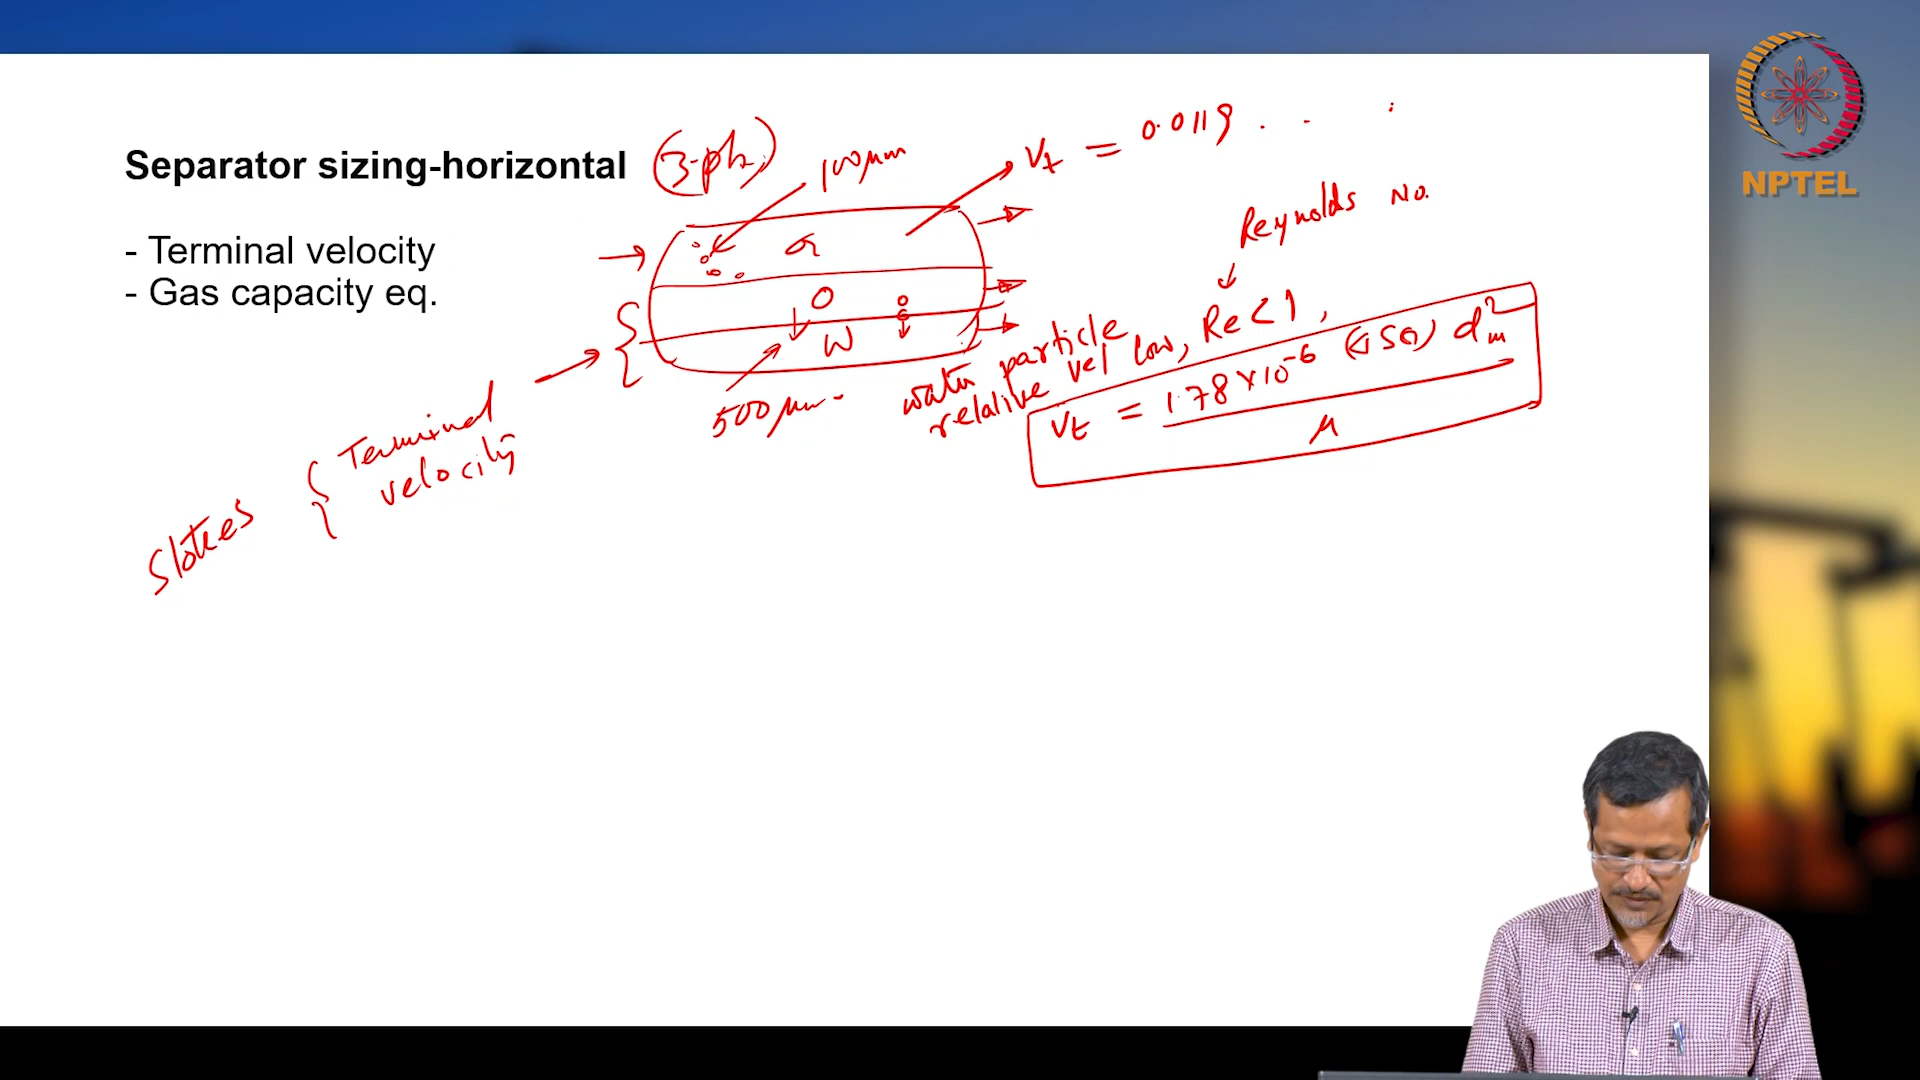 NPTEL
Separator sizing-horizontal
3-ph.
- Terminal velocity
- Gas capacity eq.
100 μm
Vt = 0.0119 . . .
Reynolds No.
G
O
W
500 μm
water particle
relative vel low, Re < 1,
Vt = 1.78 × 10⁻⁶ (ΔSG) dm²
μ
Terminal
velocity
Stokes